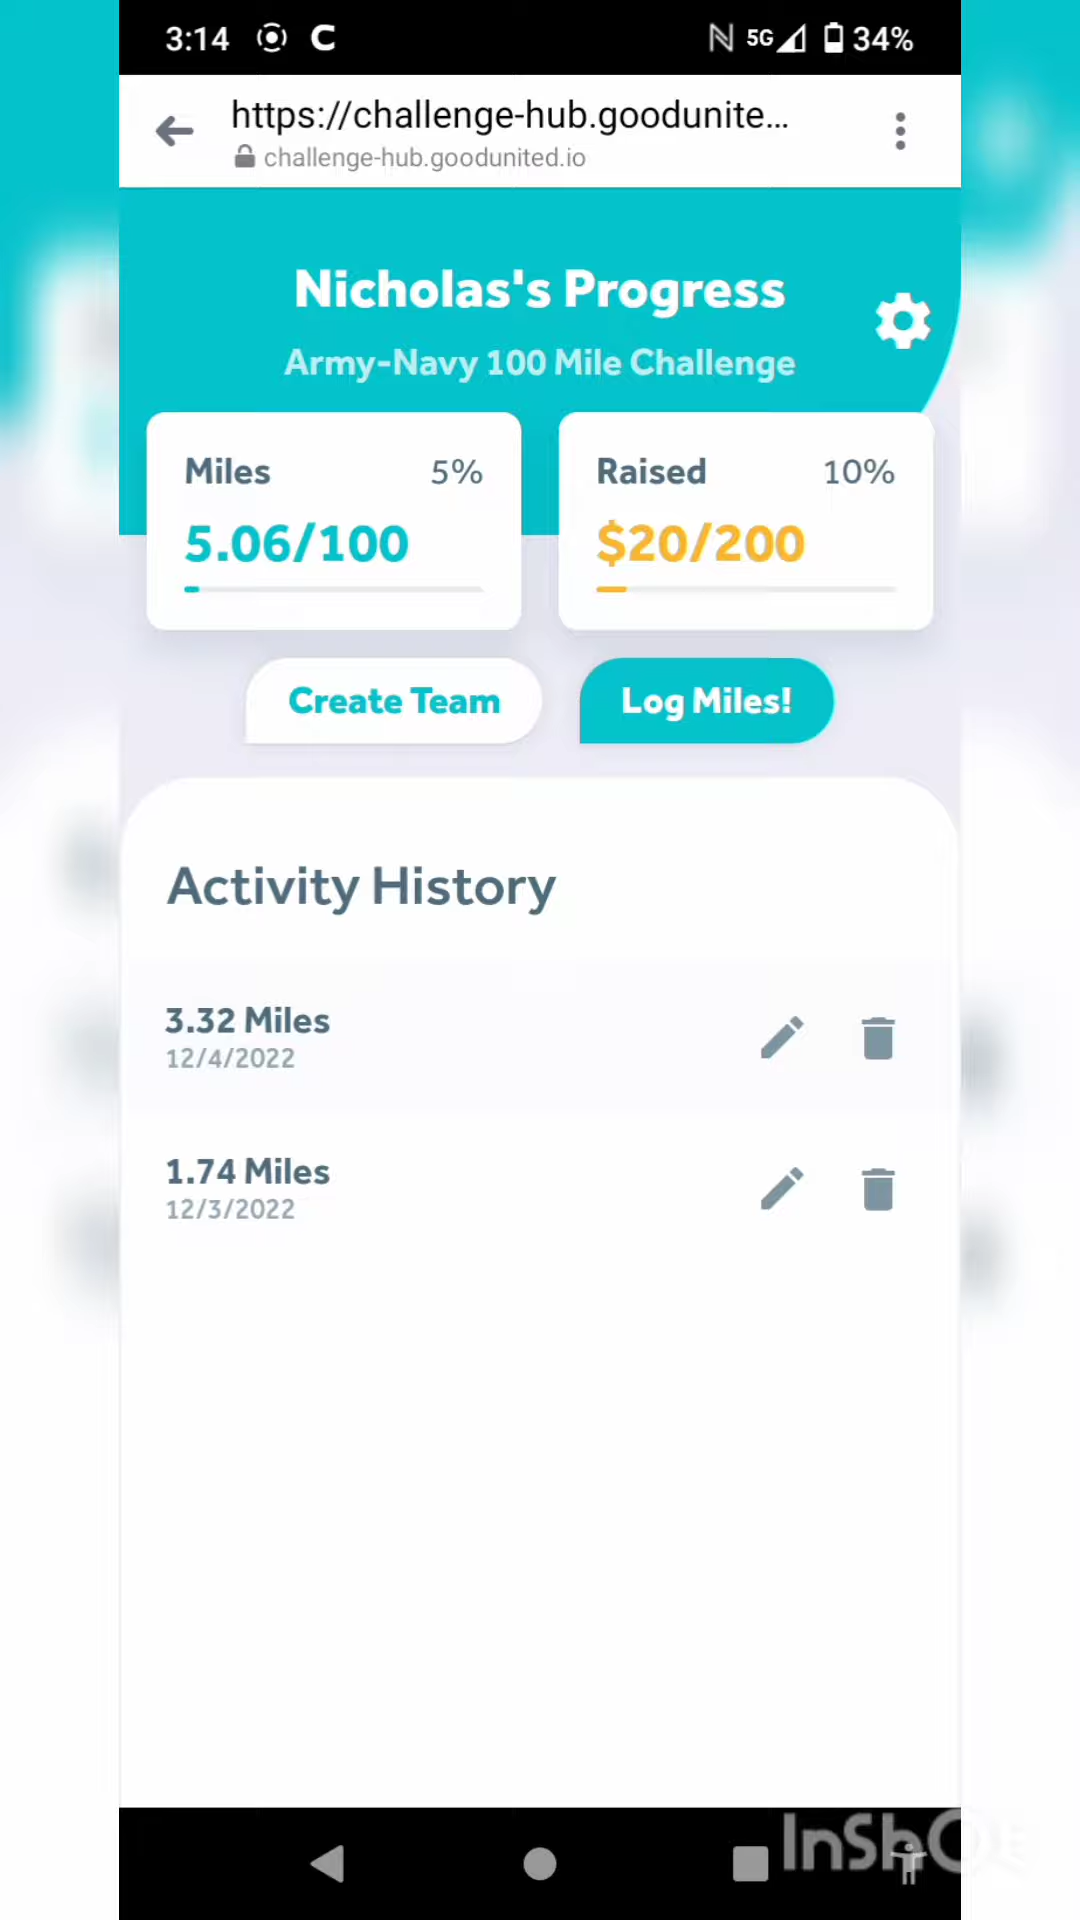 3:14 C 5G 34%
https://challenge-hub.goodunite...
challenge-hub.goodunited.io
Nicholas's Progress
Army-Navy 100 Mile Challenge
Miles 5%
5.06/100
Raised 10%
$20/200
Create Team
Log Miles!
Activity History
3.32 Miles
12/4/2022
1.74 Miles
12/3/2022